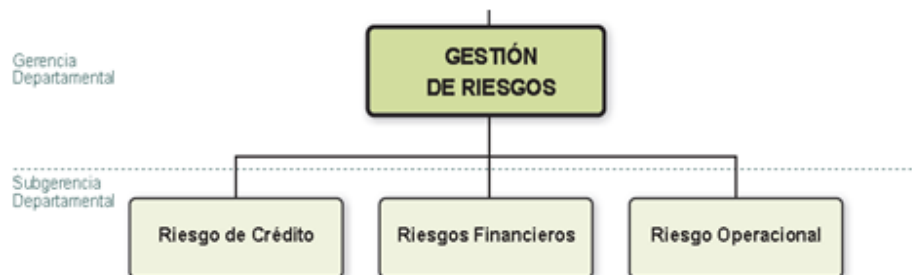 Gerencia
Departamental
GESTIÓN
DE RIESGOS
Subgerencia
Departamental
Riesgo de Crédito
Riesgos Financieros
Riesgo Operacional